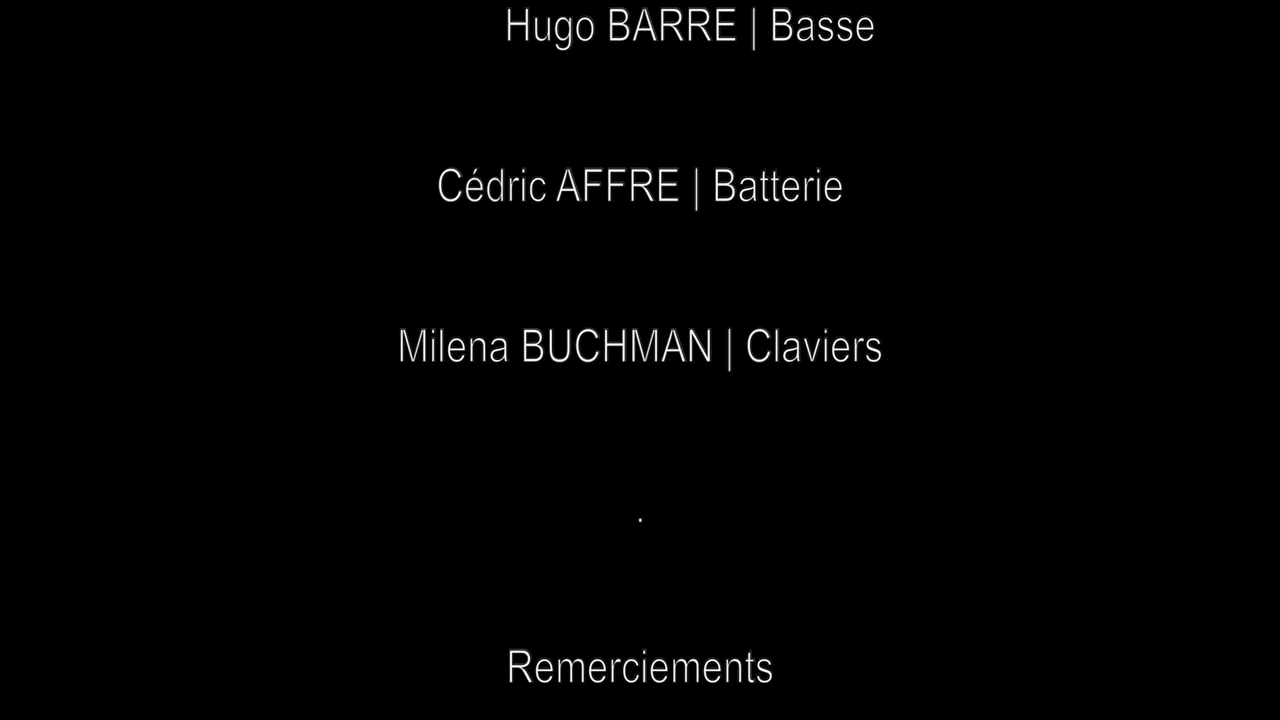 Hugo BARRE | Basse
Cédric AFFRE | Batterie
Milena BUCHMAN | Claviers
.
Remerciements